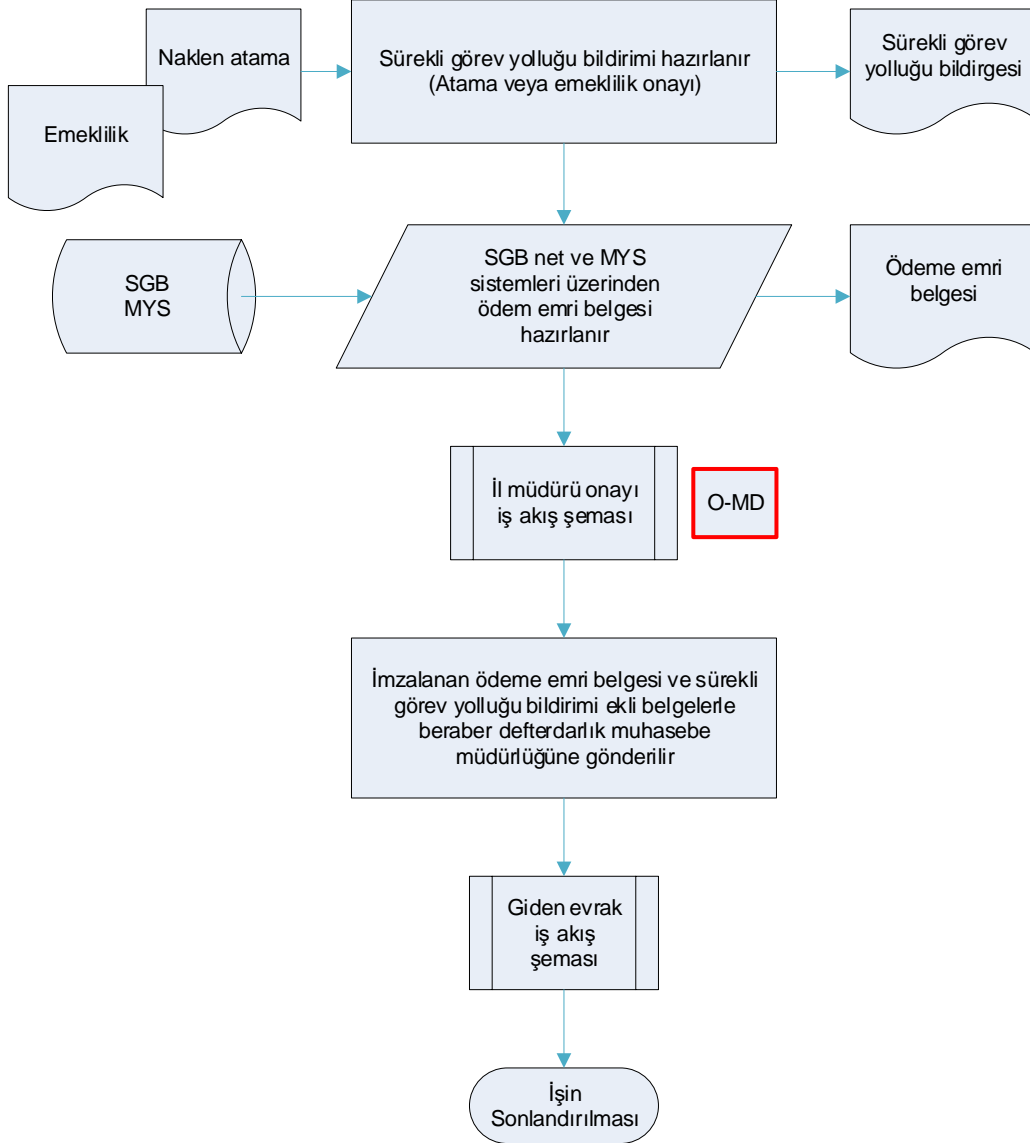 Naklen atama
Emeklilik
Sürekli görev yolluğu bildirimi hazırlanır
(Atama veya emeklilik onayı)
Sürekli görev
yolluğu bildirgesi
SGB
MYS
SGB net ve MYS
sistemleri üzerinden
ödem emri belgesi
hazırlanır
Ödeme emri
belgesi
İl müdürü onayı
iş akış şeması
O-MD
İmzalanan ödeme emri belgesi ve sürekli
görev yolluğu bildirimi ekli belgelerle
beraber defterdarlık muhasebe
müdürlüğüne gönderilir
Giden evrak
iş akış
şeması
İşin
Sonlandırılması